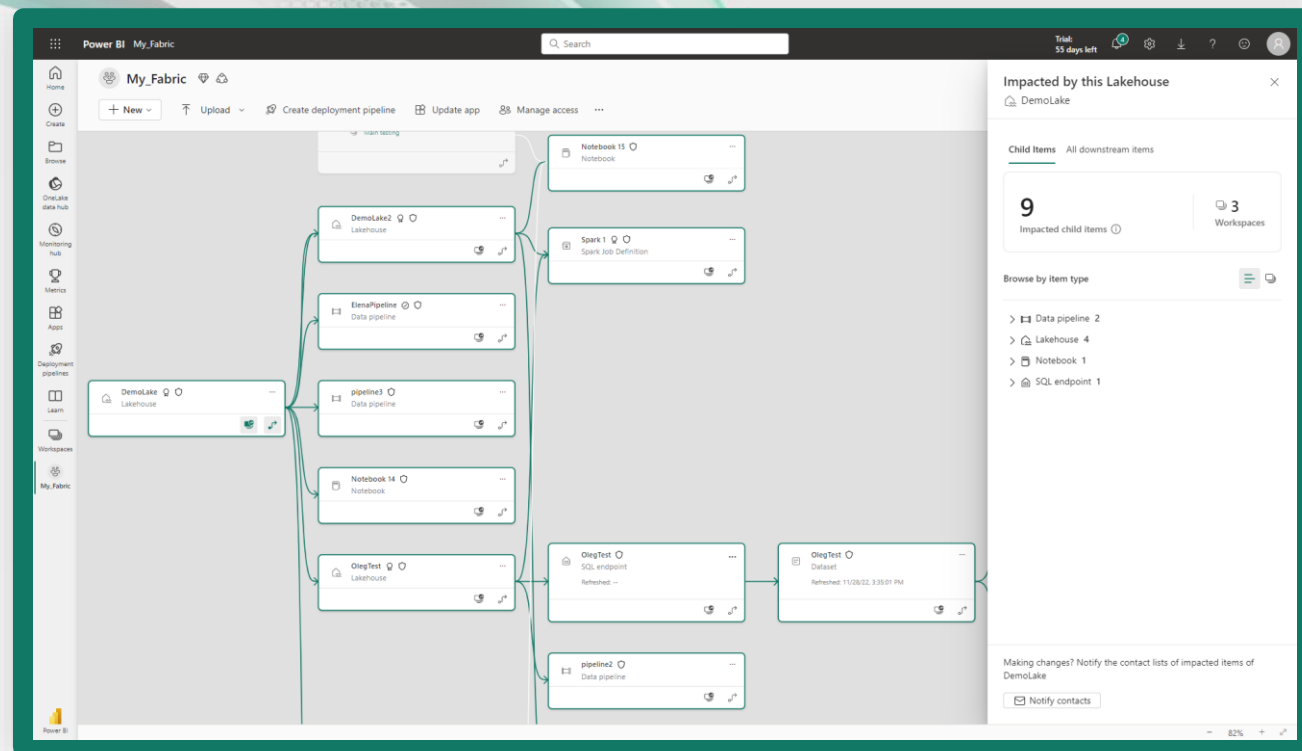 Power BI My_Fabric
Search
Trial:
55 days left
4
Home
Create
Browse
OneLake
data hub
Monitoring
hub
Metrics
Apps
Deployment
pipelines
Learn
Workspaces
My_Fabric
Power BI
My_Fabric
+ New
Upload
Create deployment pipeline
Update app
Manage access
...
Main testing
DemoLake
Lakehouse
DemoLake2
Lakehouse
ElenaPipeline
Data pipeline
pipeline3
Data pipeline
Notebook 14
Notebook
OlegTest
Lakehouse
Notebook 15
Notebook
Spark 1
Spark Job Definition
OlegTest
SQL endpoint
Refreshed: --
pipeline2
Data pipeline
OlegTest
Dataset
Refreshed: 11/28/22, 3:35:01 PM
Impacted by this Lakehouse
DemoLake
Child Items All downstream items
9
Impacted child items
3
Workspaces
Browse by item type
Data pipeline 2
Lakehouse 4
Notebook 1
SQL endpoint 1
Making changes? Notify the contact lists of impacted items of
DemoLake
Notify contacts
- 82% +